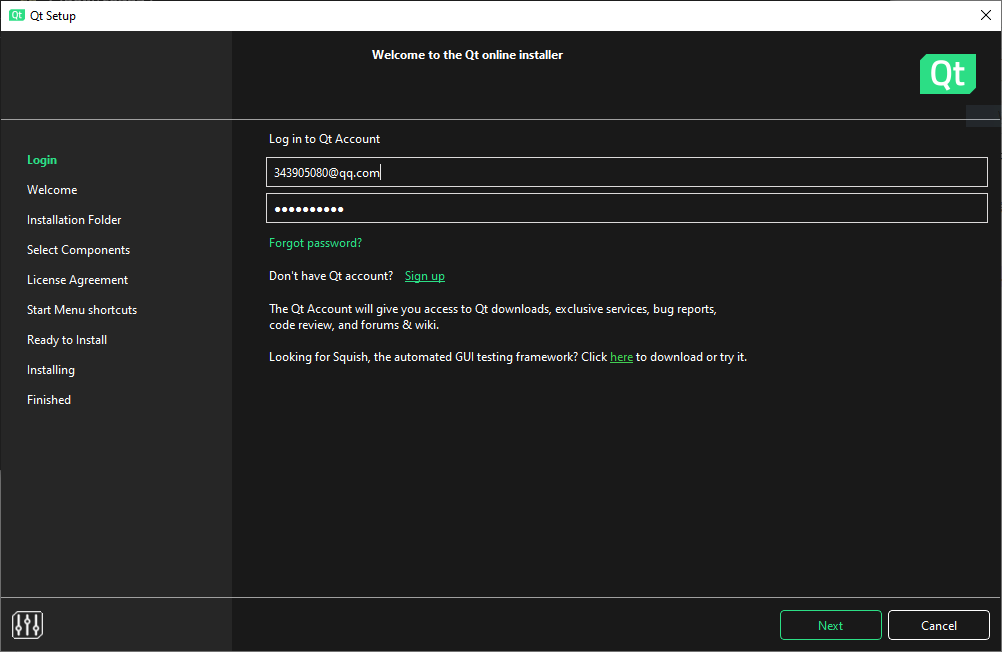 Qt Qt Setup
Welcome to the Qt online installer
Qt
Login
Welcome
Installation Folder
Select Components
License Agreement
Start Menu shortcuts
Ready to Install
Installing
Finished
Log in to Qt Account
343905080@qq.com
●●●●●●●●●●
Forgot password?
Don't have Qt account? Sign up
The Qt Account will give you access to Qt downloads, exclusive services, bug reports,
code review, and forums & wiki.
Looking for Squish, the automated GUI testing framework? Click here to download or try it.
Next
Cancel